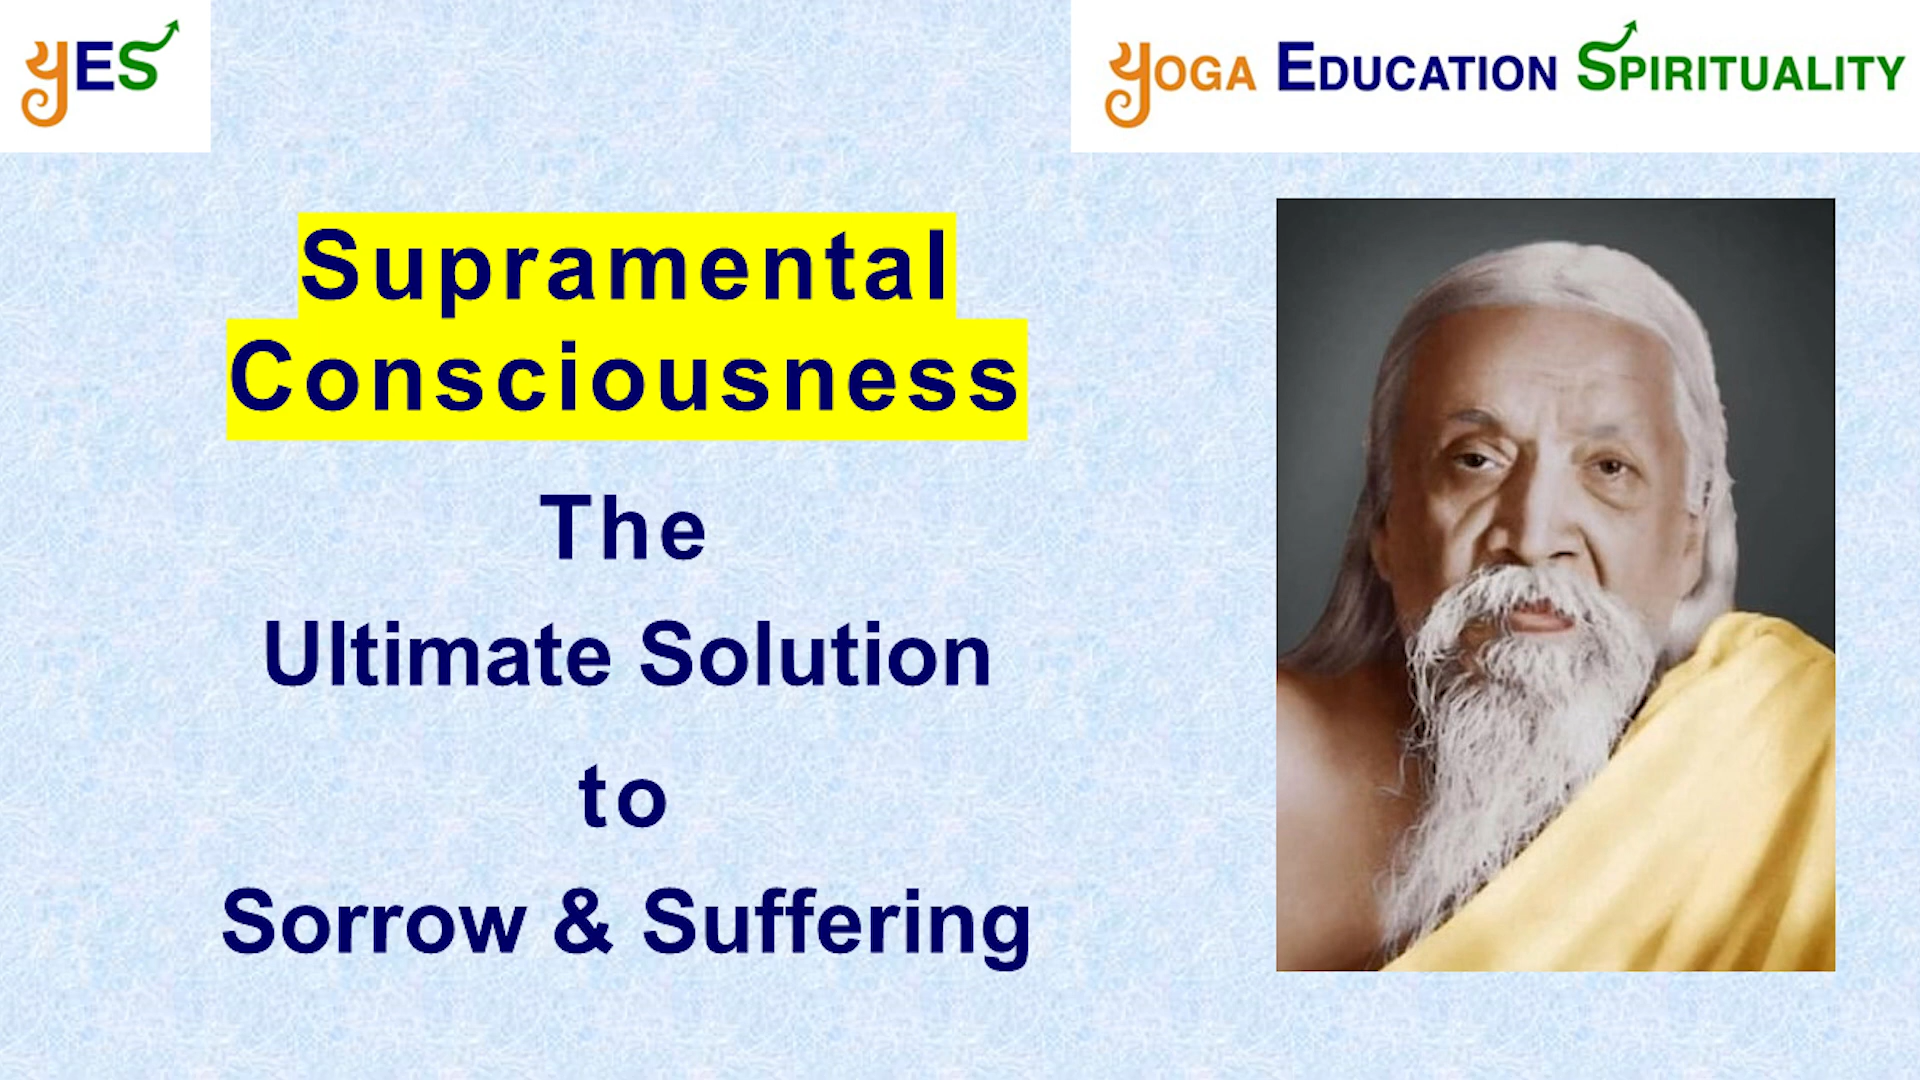 YES
YOGA EDUCATION SPIRITUALITY
Supramental
Consciousness
The
Ultimate Solution
to
Sorrow & Suffering